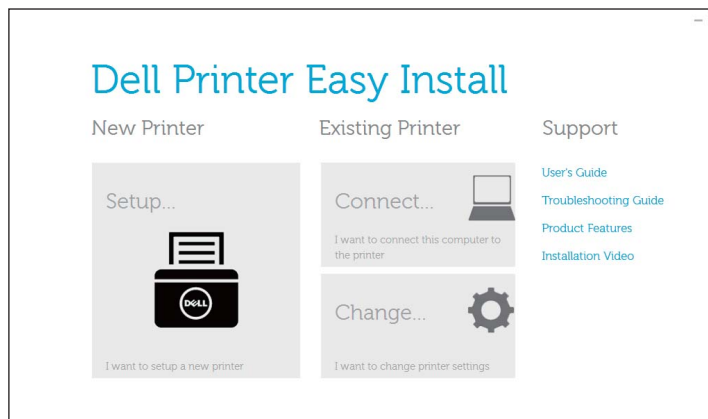 Dell Printer Easy Install
New Printer
Setup...
DELL
I want to setup a new printer
Existing Printer
Connect...
I want to connect this computer to
the printer
Change...
I want to change printer settings
Support
User's Guide
Troubleshooting Guide
Product Features
Installation Video